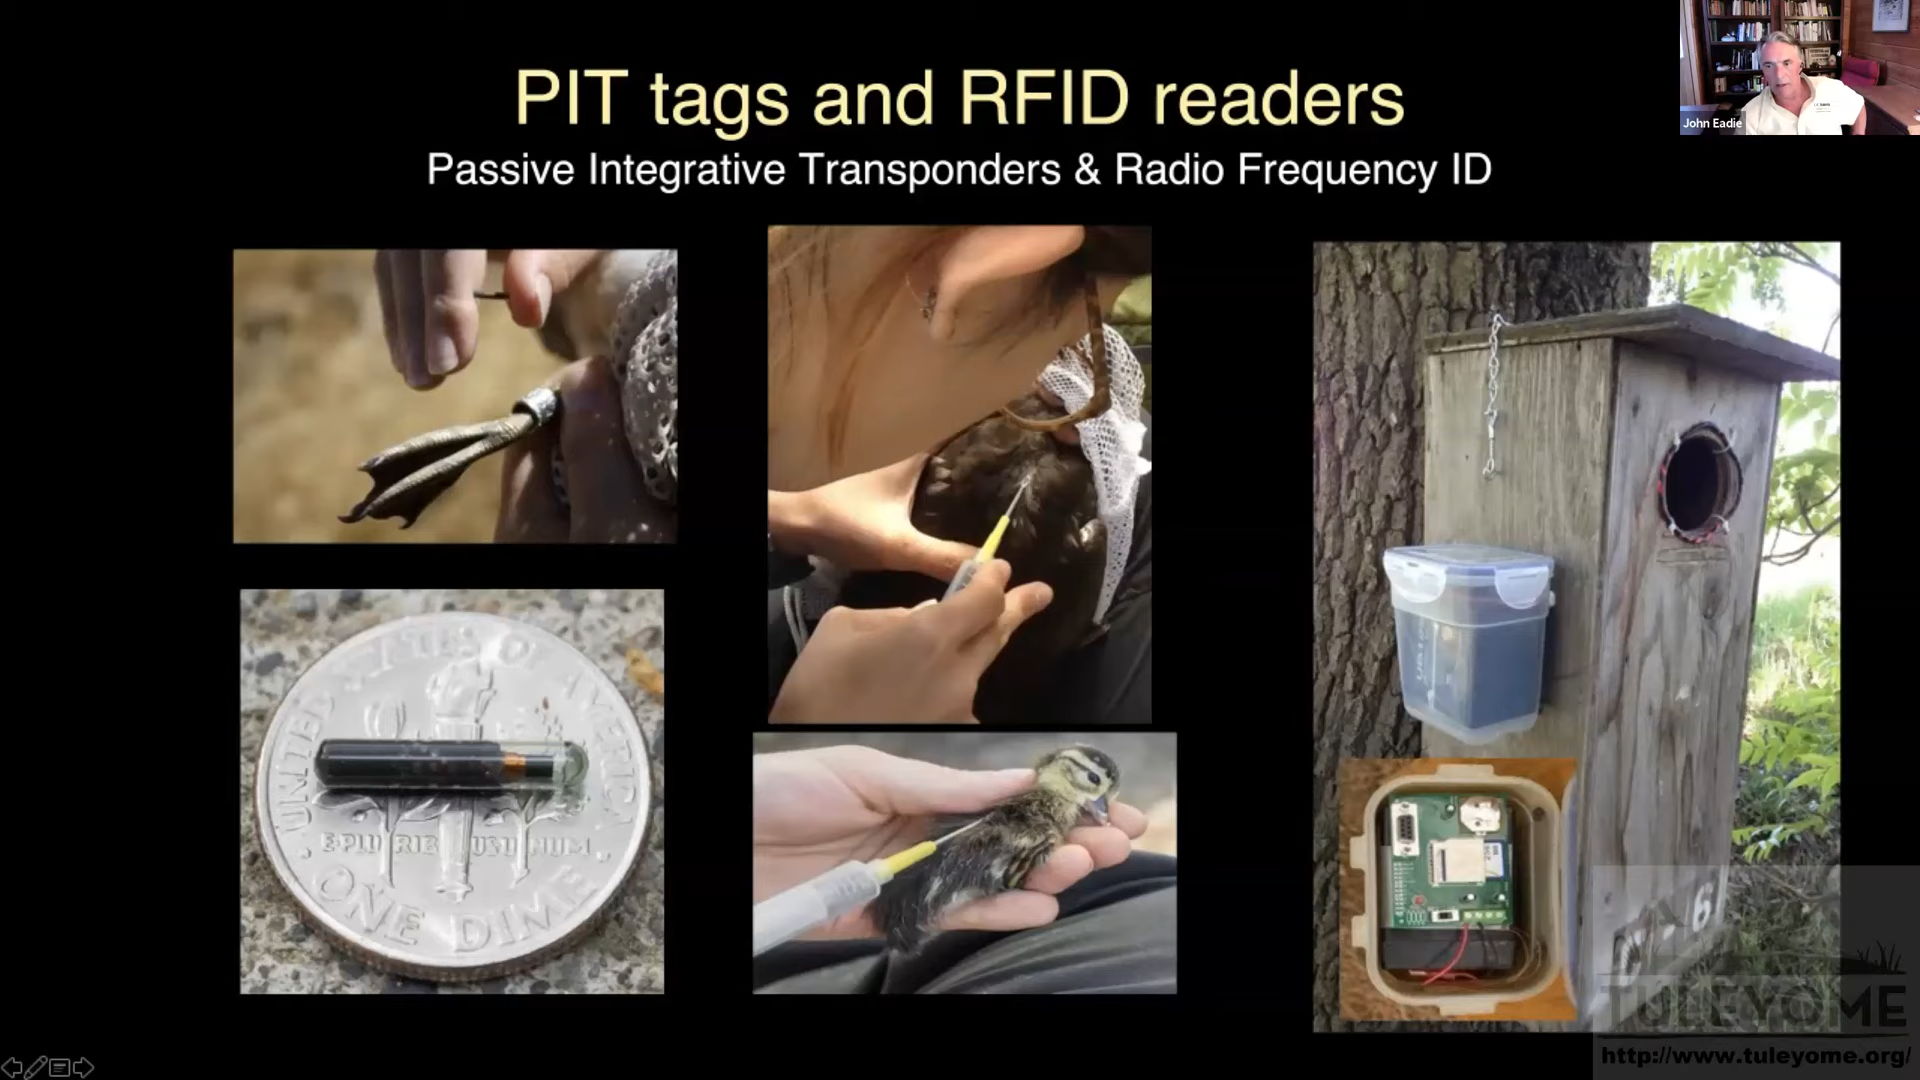 PIT tags and RFID readers
Passive Integrative Transponders & Radio Frequency ID
John Eadie
UNITED STATES OF AMERICA
E PLURIBUS UNUM
ONE DIME
C-6
TULEYOME
http://www.tuleyome.org/